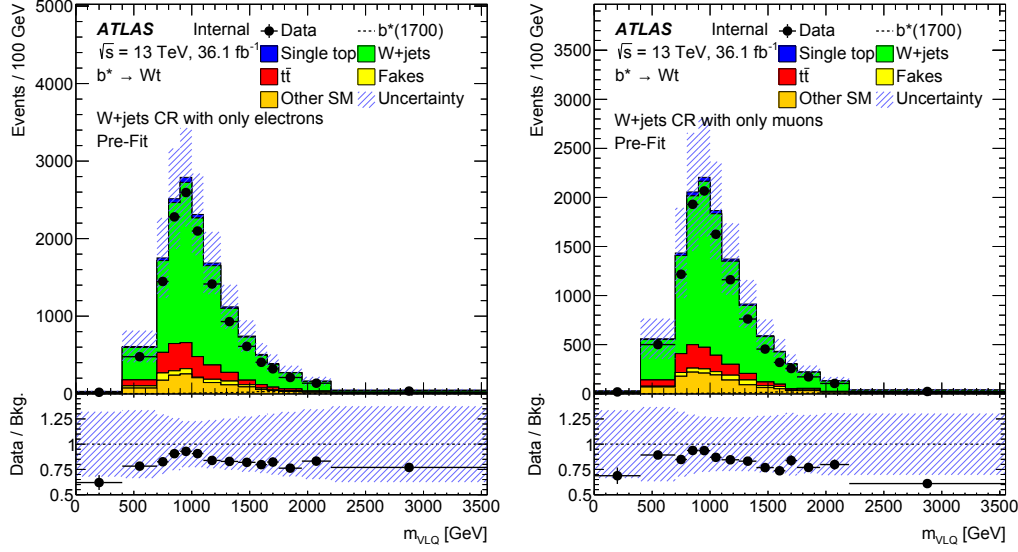 Events / 100 GeV
5000
4000
3000
2000
1000
0
ATLAS Internal
√s = 13 TeV, 36.1 fb⁻¹
b* → Wt
Data
b*(1700)
Single top
W+jets
tt̄
Fakes
Other SM
Uncertainty
W+jets CR with only electrons
Pre-Fit
Data / Bkg.
1.25
1
0.75
0.5
0 500 1000 1500 2000 2500 3000 3500
m_VLQ [GeV]
Events / 100 GeV
3500
3000
2500
2000
1500
1000
500
0
ATLAS Internal
√s = 13 TeV, 36.1 fb⁻¹
b* → Wt
Data
b*(1700)
Single top
W+jets
tt̄
Fakes
Other SM
Uncertainty
W+jets CR with only muons
Pre-Fit
Data / Bkg.
1.25
1
0.75
0.5
0 500 1000 1500 2000 2500 3000 3500
m_VLQ [GeV]